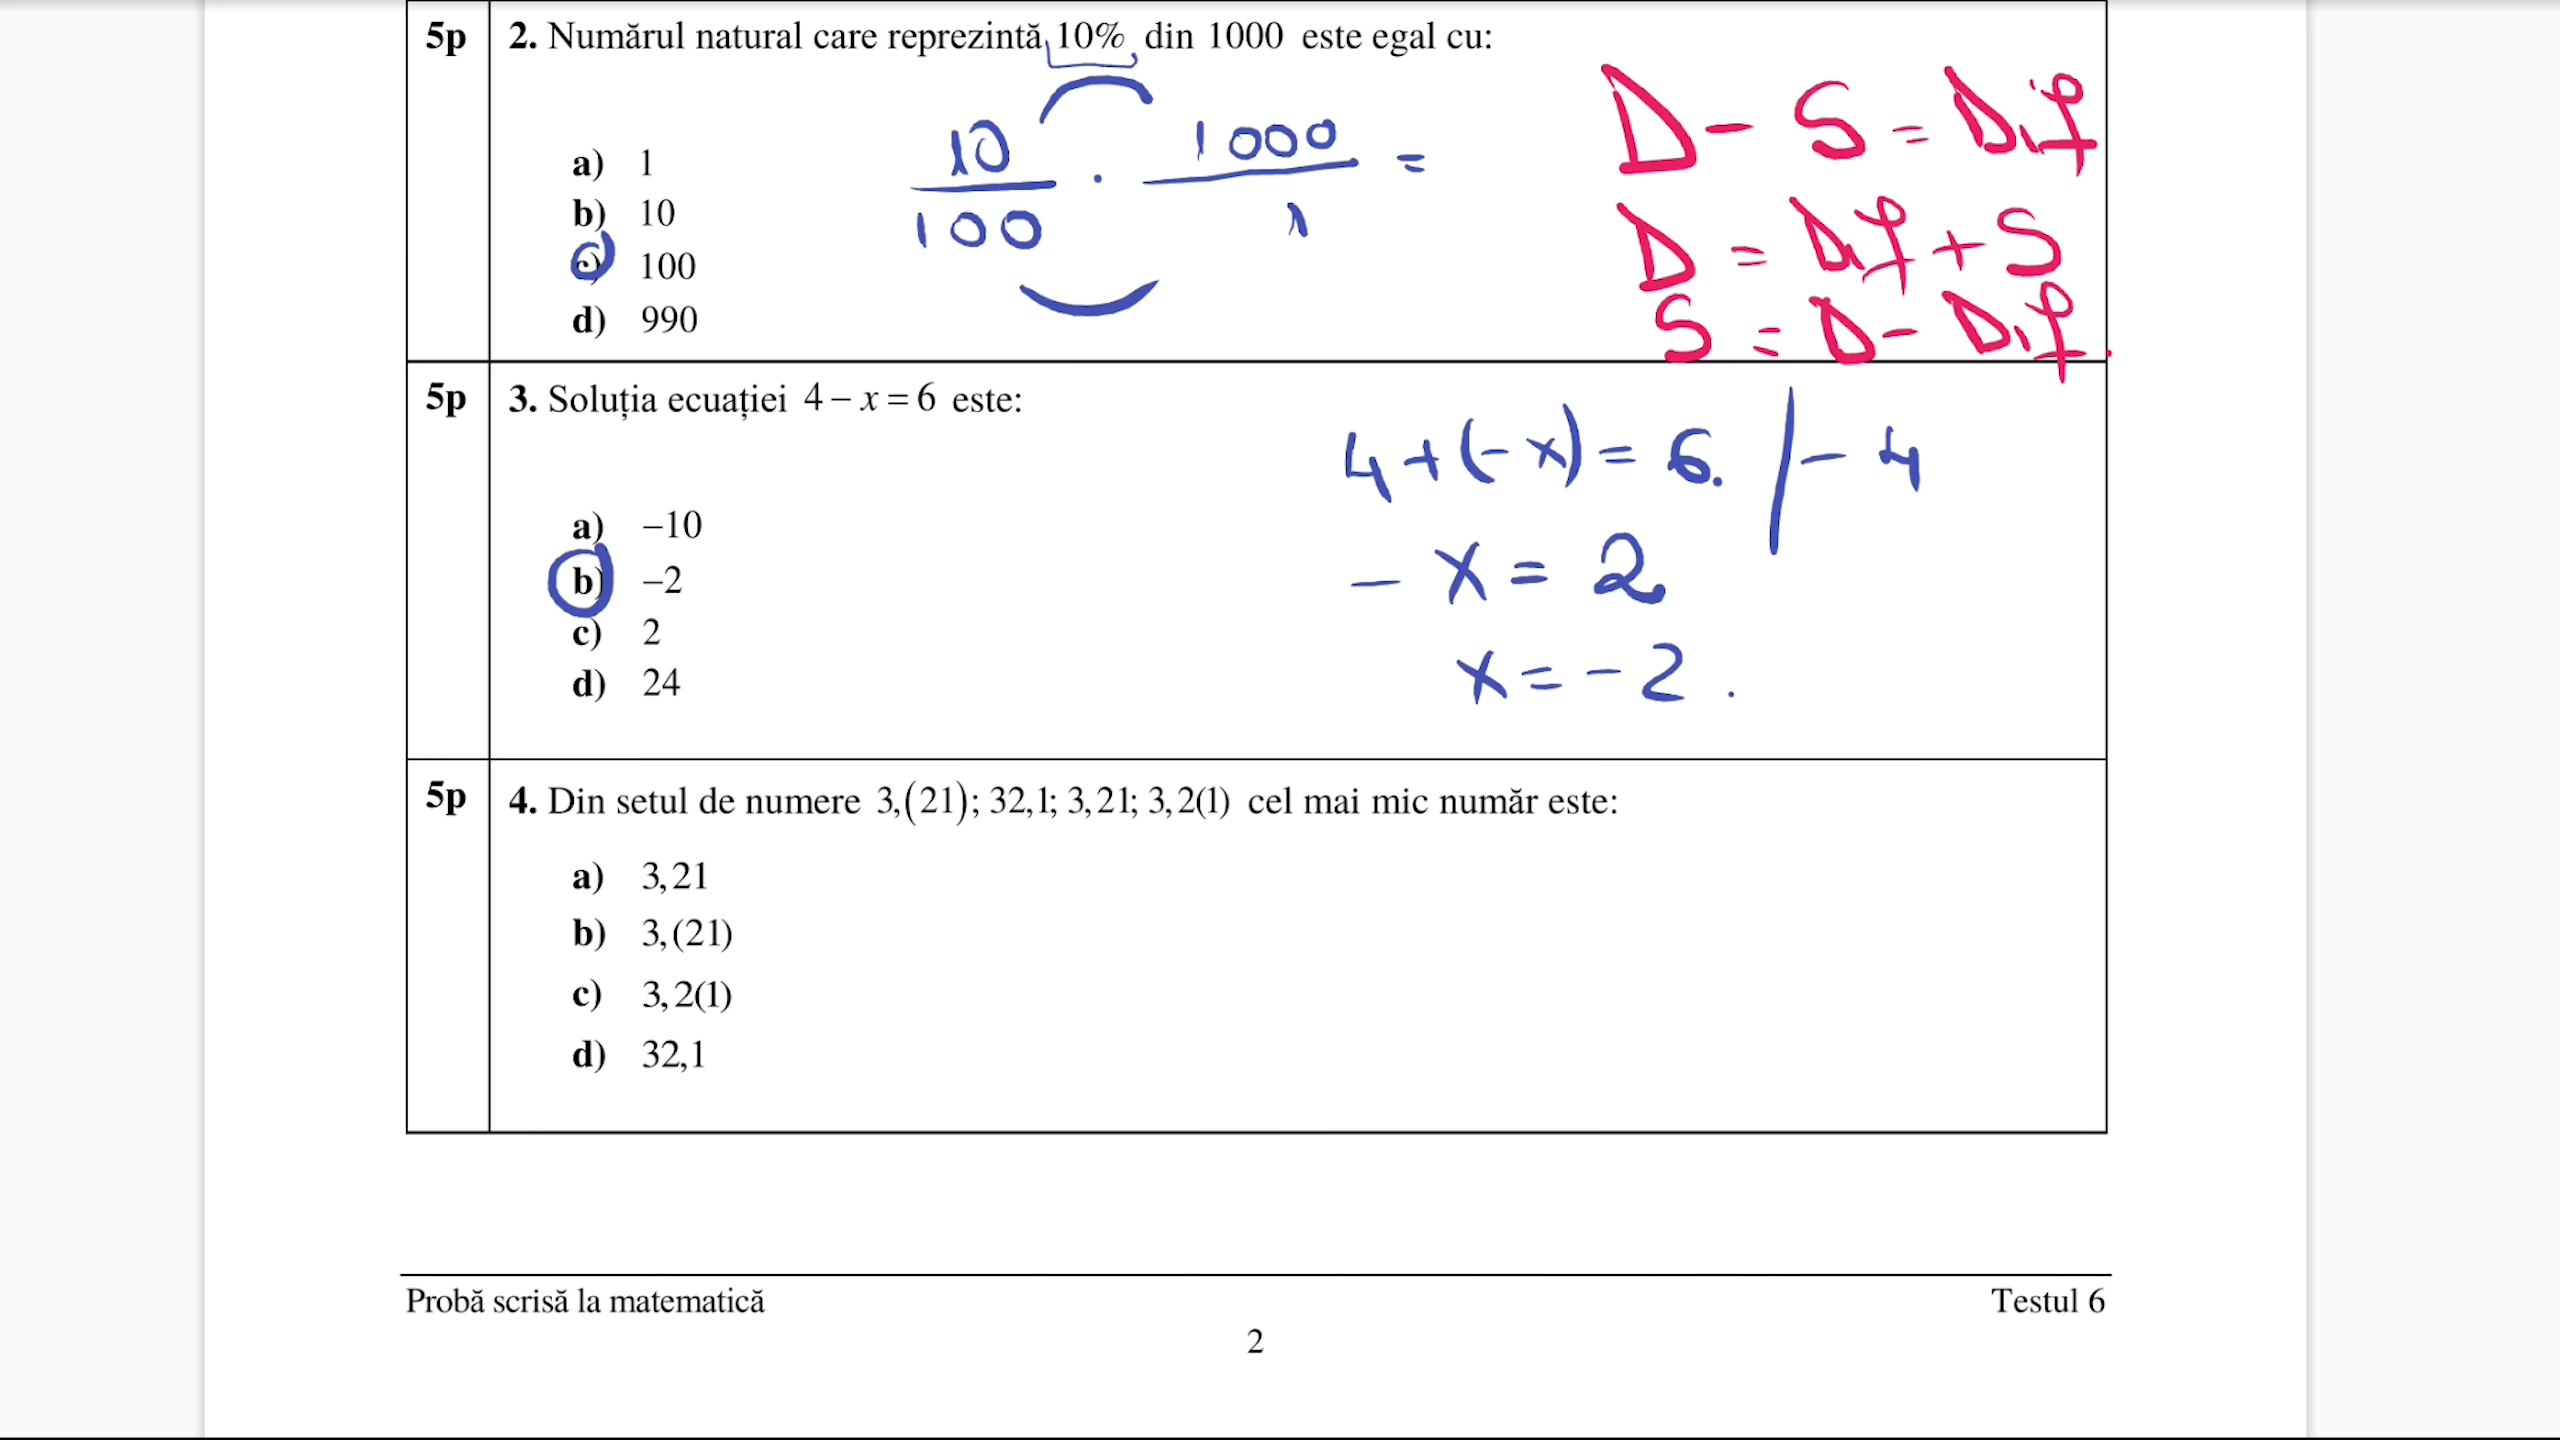 5p 2. Numărul natural care reprezintă 10% din 1000 este egal cu:
a) 1
b) 10
c) 100
d) 990
10/100 · 1000/1 =
D - S = Dif
D = Dif + S
S = D - Dif.
5p 3. Soluția ecuației 4 – x = 6 este:
a) –10
b) –2
c) 2
d) 24
4 + (-x) = 6. | - 4
- x = 2
x = - 2 .
5p 4. Din setul de numere 3,(21); 32,1; 3,21; 3,2(1) cel mai mic număr este:
a) 3,21
b) 3,(21)
c) 3,2(1)
d) 32,1
Probă scrisă la matematică Testul 6
2